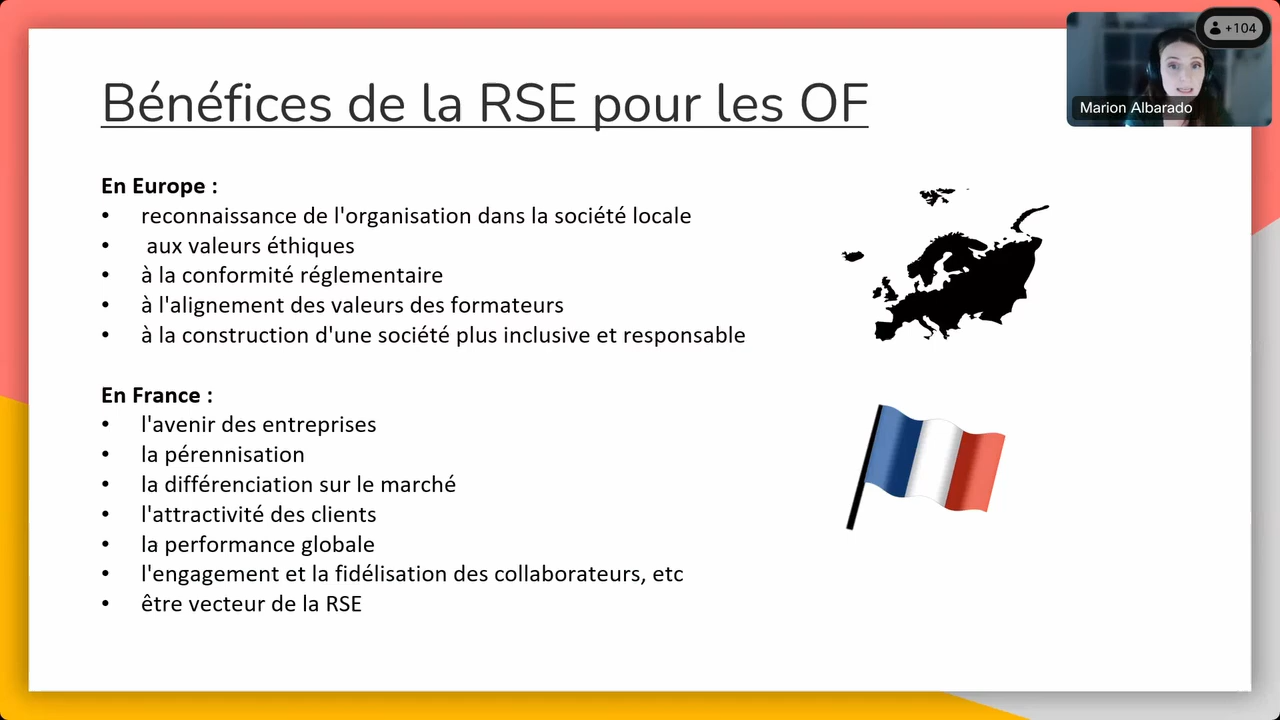 Bénéfices de la RSE pour les OF
+104
Marion Albarado
En Europe :
• reconnaissance de l'organisation dans la société locale
• aux valeurs éthiques
• à la conformité réglementaire
• à l'alignement des valeurs des formateurs
• à la construction d'une société plus inclusive et responsable
En France :
• l'avenir des entreprises
• la pérennisation
• la différenciation sur le marché
• l'attractivité des clients
• la performance globale
• l'engagement et la fidélisation des collaborateurs, etc
• être vecteur de la RSE